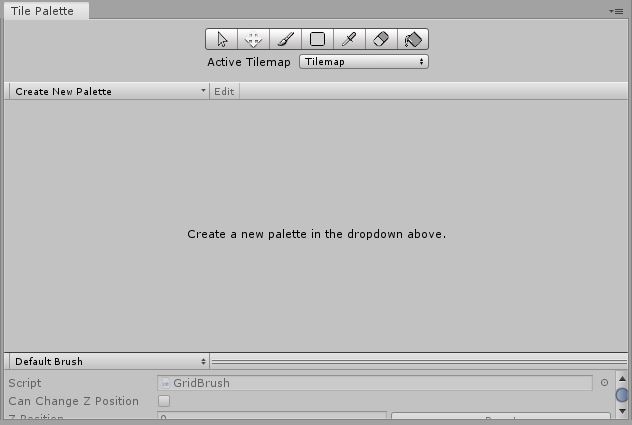 Tile Palette
Active Tilemap Tilemap
Create New Palette Edit
Create a new palette in the dropdown above.
Default Brush
Script GridBrush
Can Change Z Position
Z Position 0